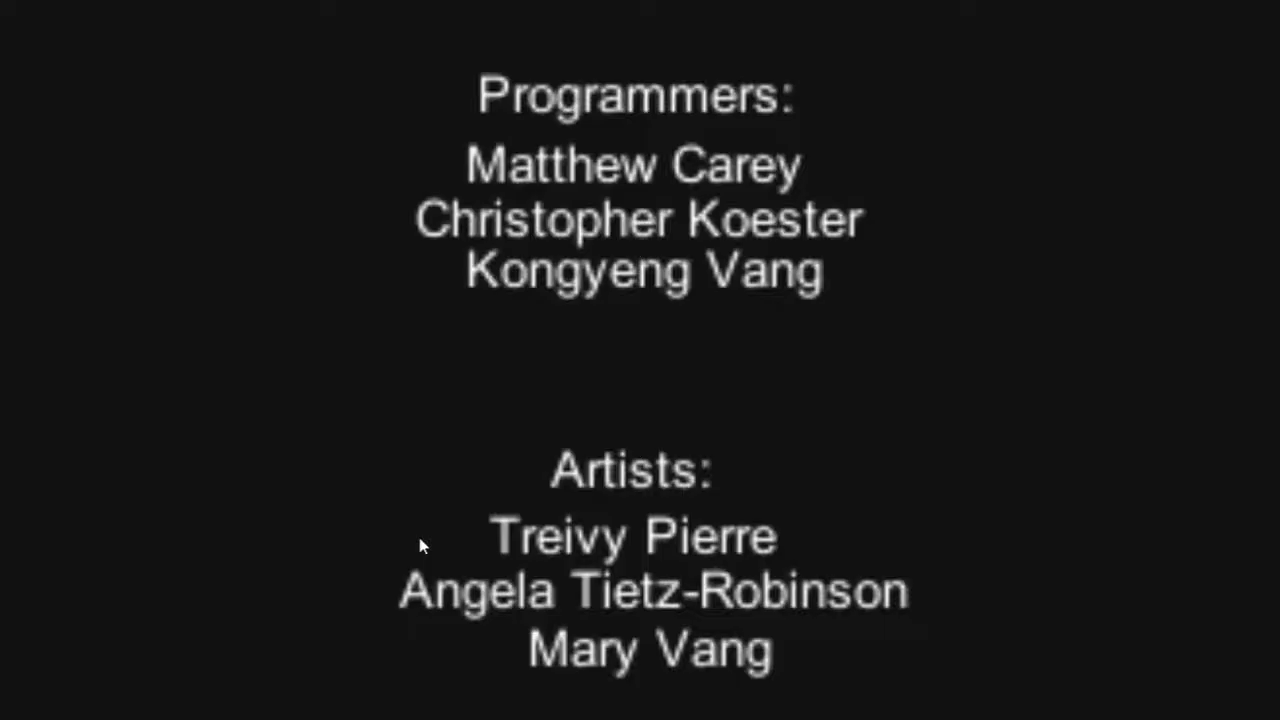 Programmers:
Matthew Carey
Christopher Koester
Kongyeng Vang
Artists:
Treivy Pierre
Angela Tietz-Robinson
Mary Vang